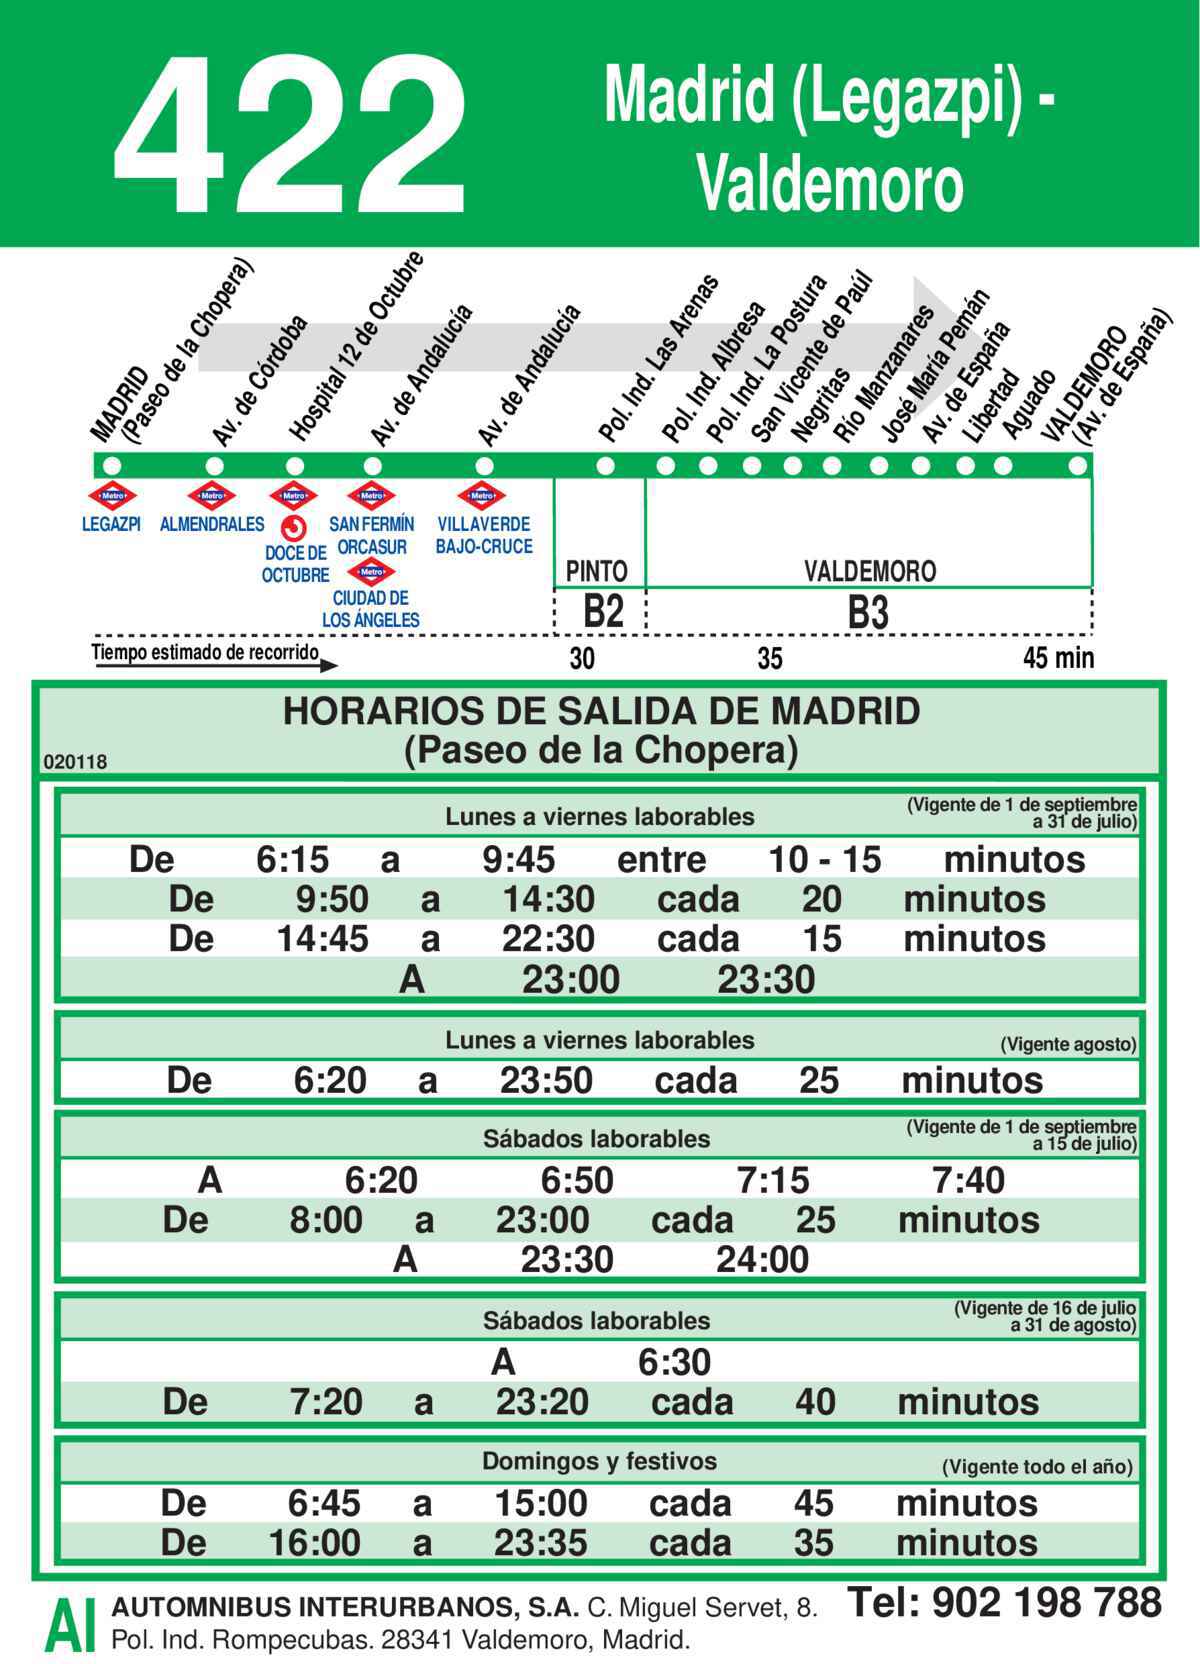 422
Madrid (Legazpi) -
Valdemoro
MADRID
(Paseo de la Chopera)
Av. de Córdoba
Hospital 12 de Octubre
Av. de Andalucía
Av. de Andalucía
Pol. Ind. Las Arenas
Pol. Ind. Albresa
Pol. Ind. La Postura
San Vicente de Paúl
Negritas
Río Manzanares
José María Pemán
Av. de España
Libertad
Aguado
VALDEMORO
(Av. de España)
Metro Metro Metro Metro Metro
LEGAZPI ALMENDRALES SAN FERMÍN VILLAVERDE
DOCE DE ORCASUR BAJO-CRUCE
OCTUBRE Metro
CIUDAD DE
LOS ÁNGELES
PINTO VALDEMORO
B2 B3
Tiempo estimado de recorrido 30 35 45 min
HORARIOS DE SALIDA DE MADRID
(Paseo de la Chopera)
020118
Lunes a viernes laborables (Vigente de 1 de septiembre
a 31 de julio)
De 6:15 a 9:45 entre 10 - 15 minutos
De 9:50 a 14:30 cada 20 minutos
De 14:45 a 22:30 cada 15 minutos
A 23:00 23:30
Lunes a viernes laborables (Vigente agosto)
De 6:20 a 23:50 cada 25 minutos
Sábados laborables (Vigente de 1 de septiembre
a 15 de julio)
A 6:20 6:50 7:15 7:40
De 8:00 a 23:00 cada 25 minutos
A 23:30 24:00
Sábados laborables (Vigente de 16 de julio
a 31 de agosto)
A 6:30
De 7:20 a 23:20 cada 40 minutos
Domingos y festivos (Vigente todo el año)
De 6:45 a 15:00 cada 45 minutos
De 16:00 a 23:35 cada 35 minutos
AI AUTOMNIBUS INTERURBANOS, S.A. C. Miguel Servet, 8. Tel: 902 198 788
Pol. Ind. Rompecubas. 28341 Valdemoro, Madrid.